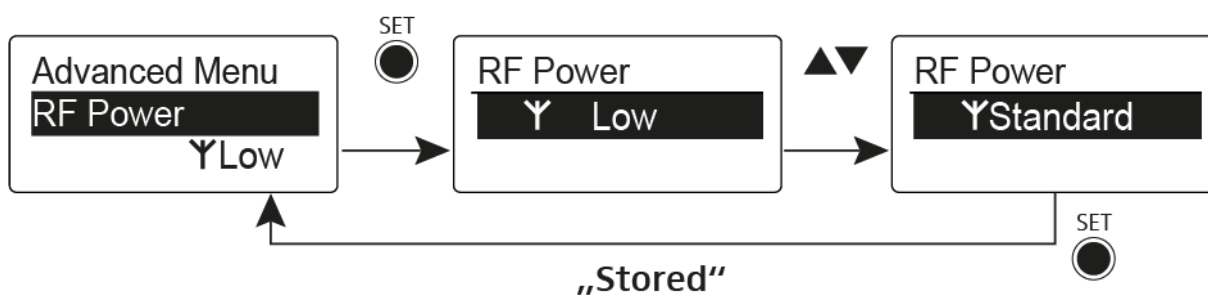 SET
Advanced Menu
RF Power
Low
RF Power
Low
▲▼
RF Power
Standard
SET
„Stored“